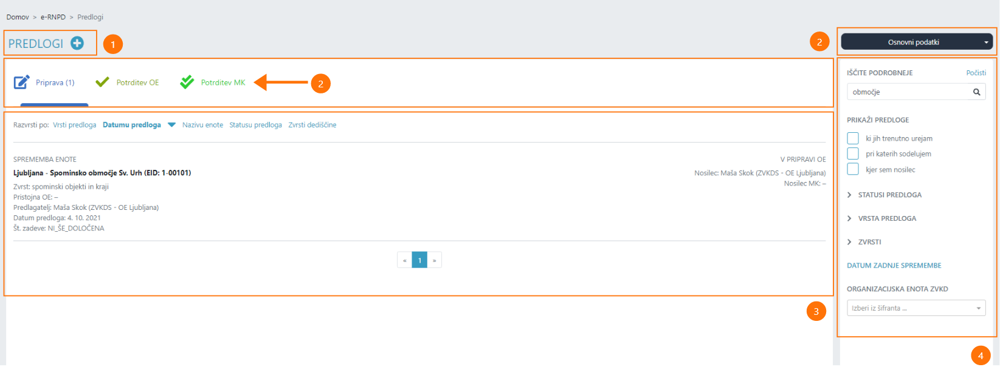 Domov > e-RNPD > Predlogi
PREDLOGI
1
2
Osnovni podatki
Priprava (1)
Potrditev OE
Potrditev MK
2
Razvrsti po: Vrsti predloga Datumu predloga Nazivu enote Statusu predloga Zvrsti dediščine
SPREMEMBA ENOTE
V PRIPRAVI OE
Ljubljana - Spominsko območje Sv. Urh (EID: 1-00101)
Nosilec: Maša Skok (ZVKDS - OE Ljubljana)
Nosilec MK: –
Zvrst: spominski objekti in kraji
Pristojna OE: –
Predlagatelj: Maša Skok (ZVKDS - OE Ljubljana)
Datum predloga: 4. 10. 2021
Št. zadeve: NI_ŠE_DOLOČENA
« 1 »
3
IŠČITE PODROBNEJE Počisti
območje
PRIKAŽI PREDLOGE
ki jih trenutno urejam
pri katerih sodelujem
kjer sem nosilec
STATUSI PREDLOGA
VRSTA PREDLOGA
ZVRSTI
DATUM ZADNJE SPREMEMBE
ORGANIZACIJSKA ENOTA ZVKD
Izberi iz šifranta ...
4